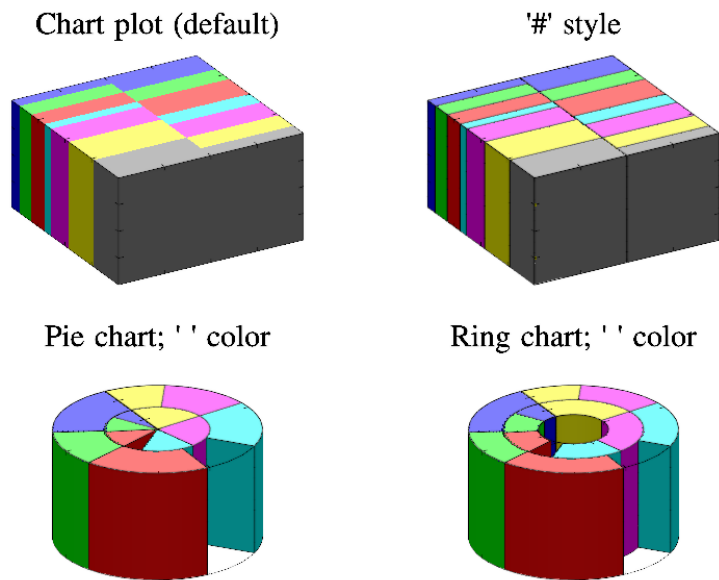 Chart plot (default)
'#' style
Pie chart; ' ' color
Ring chart; ' ' color